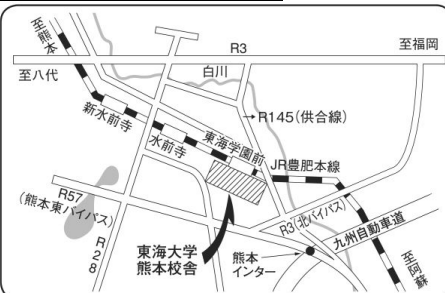 至熊本
R3
至福岡
至八代
白川
R145(供合線)
新水前寺
水前寺
東海学園前
JR豊肥本線
R57
(熊本東バイパス)
R28
R3(北バイパス)
九州自動車道
東海大学
熊本校舎
熊本
インター
至阿蘇